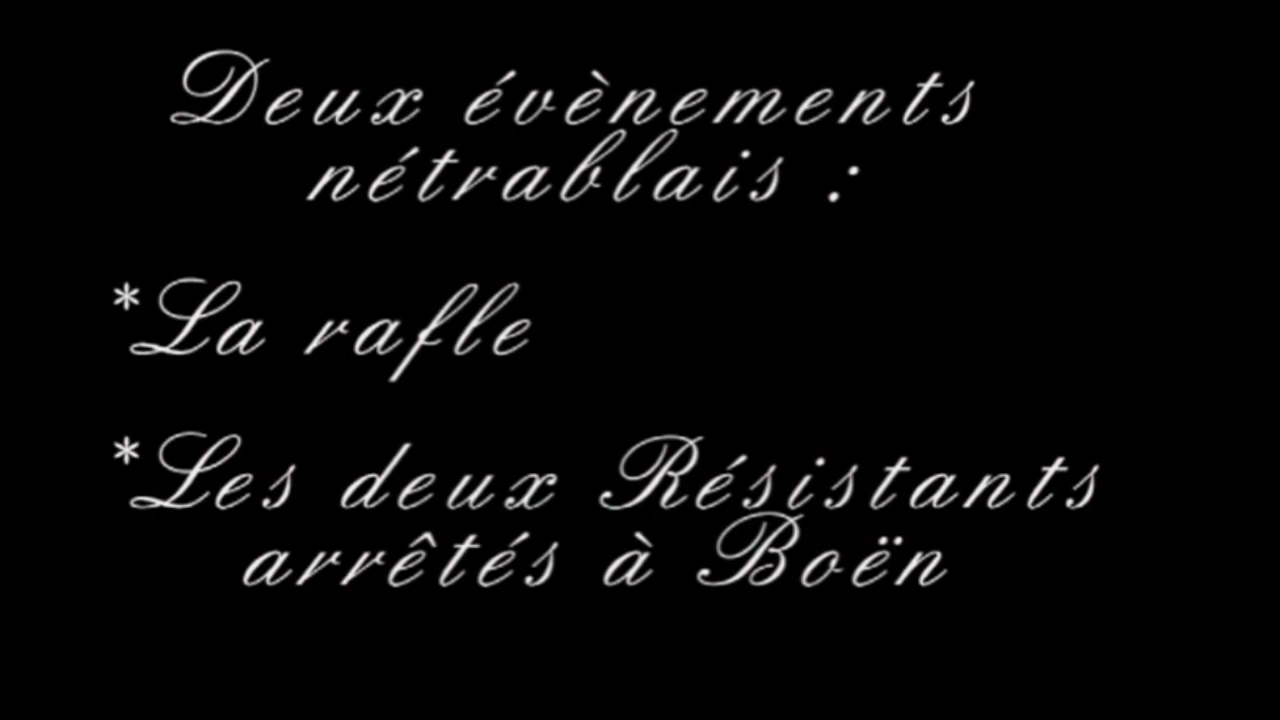 Deux évènements
nétrablais :
*La rafle
*Les deux Résistants
arrêtés à Boën